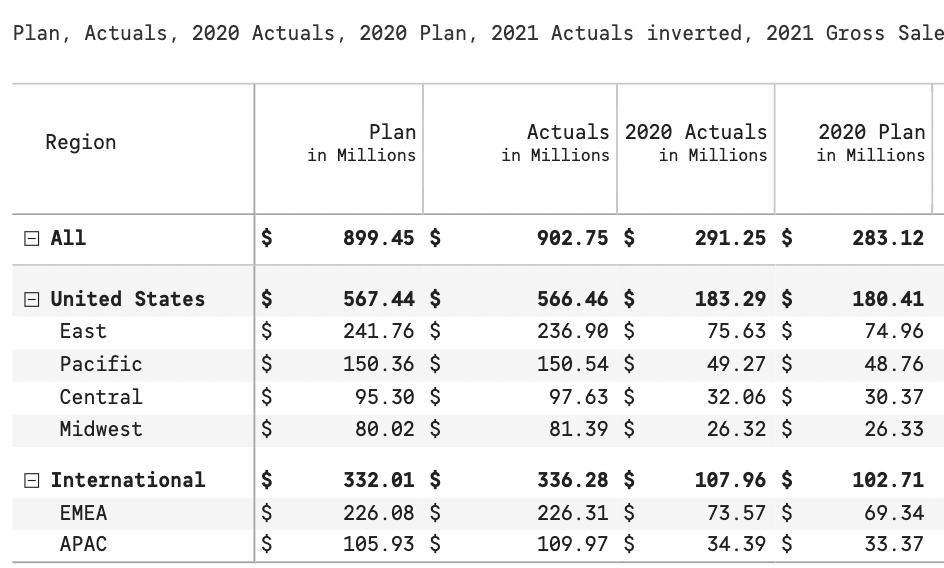 Plan, Actuals, 2020 Actuals, 2020 Plan, 2021 Actuals inverted, 2021 Gross Sale
Region Plan in Millions Actuals in Millions 2020 Actuals in Millions 2020 Plan in Millions
All $ 899.45 $ 902.75 $ 291.25 $ 283.12
United States $ 567.44 $ 566.46 $ 183.29 $ 180.41
East $ 241.76 $ 236.90 $ 75.63 $ 74.96
Pacific $ 150.36 $ 150.54 $ 49.27 $ 48.76
Central $ 95.30 $ 97.63 $ 32.06 $ 30.37
Midwest $ 80.02 $ 81.39 $ 26.32 $ 26.33
International $ 332.01 $ 336.28 $ 107.96 $ 102.71
EMEA $ 226.08 $ 226.31 $ 73.57 $ 69.34
APAC $ 105.93 $ 109.97 $ 34.39 $ 33.37